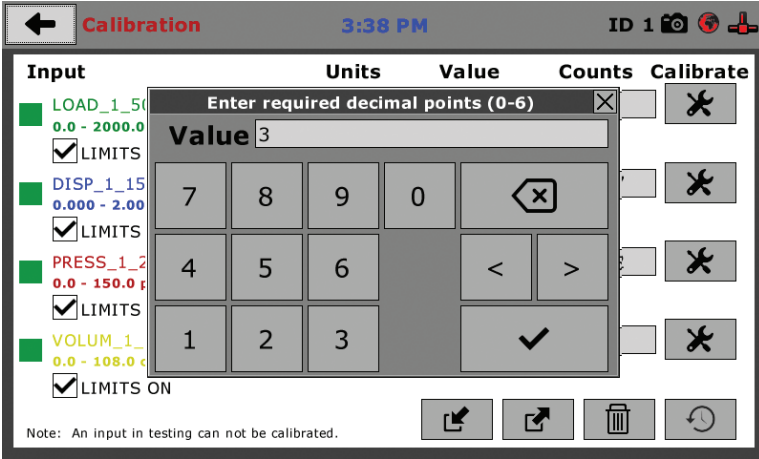 Calibration 3:38 PM ID 1
Input Units Value Counts Calibrate
Enter required decimal points (0-6)
Value 3
LOAD_1_50
0.0 - 2000.0
LIMITS
DISP_1_15
0.000 - 2.00
LIMITS
PRESS_1_2
0.0 - 150.0 p
LIMITS
VOLUM_1_
0.0 - 108.0 c
LIMITS ON
7 8 9 0
4 5 6 < >
1 2 3
Note: An input in testing can not be calibrated.